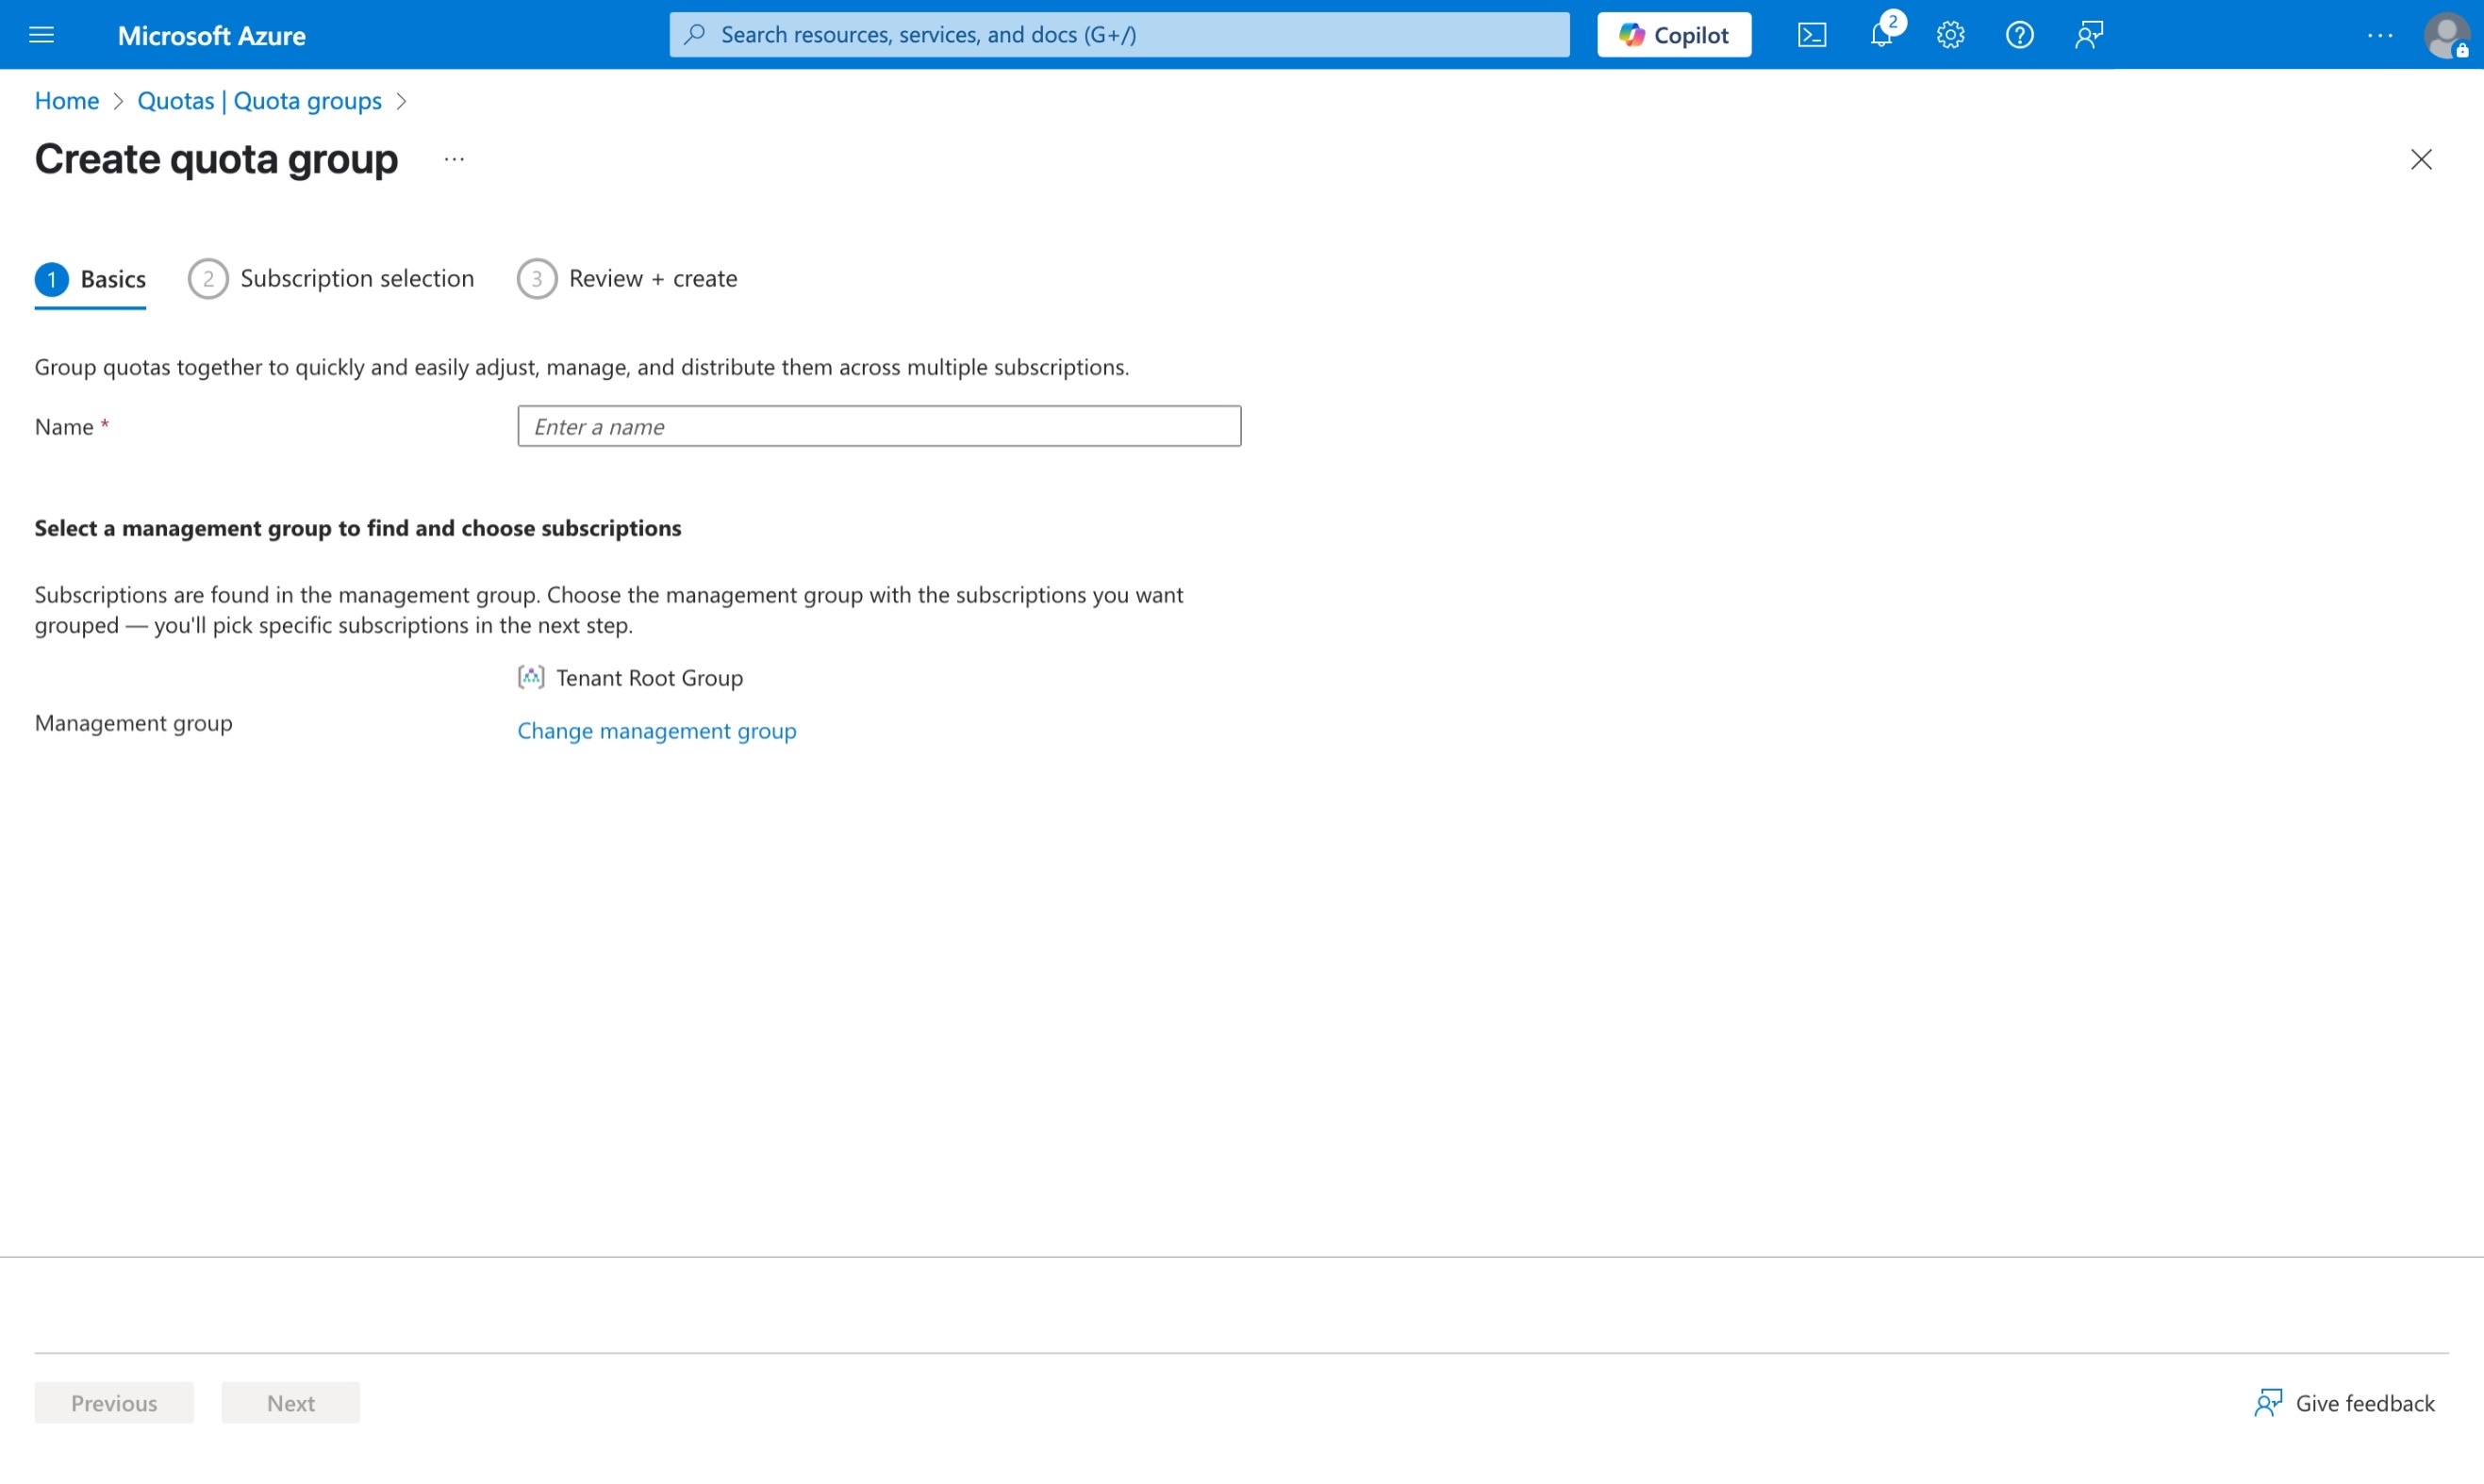 Microsoft Azure
Search resources, services, and docs (G+/)
Copilot
2
Home > Quotas | Quota groups >
Create quota group ...
1 Basics
2 Subscription selection
3 Review + create
Group quotas together to quickly and easily adjust, manage, and distribute them across multiple subscriptions.
Name *
Enter a name
Select a management group to find and choose subscriptions
Subscriptions are found in the management group. Choose the management group with the subscriptions you want
grouped — you'll pick specific subscriptions in the next step.
Tenant Root Group
Management group
Change management group
Previous
Next
Give feedback